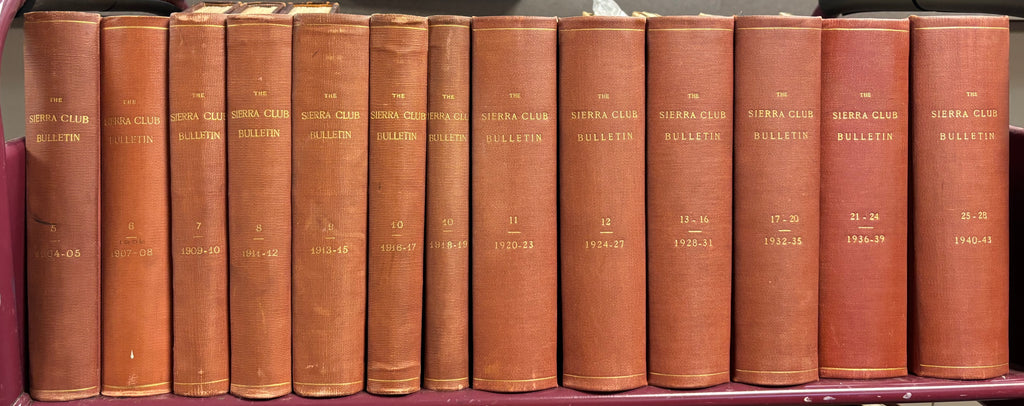 THE
SIERRA CLUB
BULLETIN
5
1904-05
THE
SIERRA CLUB
BULLETIN
6
1907-08
THE
SIERRA CLUB
BULLETIN
7
1909-10
THE
SIERRA CLUB
BULLETIN
8
1911-12
THE
SIERRA CLUB
BULLETIN
9
1913-15
THE
SIERRA CLUB
BULLETIN
10
1916-17
THE
SIERRA CLUB
BULLETIN
10
1918-19
THE
SIERRA CLUB
BULLETIN
11
1920-23
THE
SIERRA CLUB
BULLETIN
12
1924-27
THE
SIERRA CLUB
BULLETIN
13-16
1928-31
THE
SIERRA CLUB
BULLETIN
17-20
1932-35
THE
SIERRA CLUB
BULLETIN
21-24
1936-39
THE
SIERRA CLUB
BULLETIN
25-28
1940-43